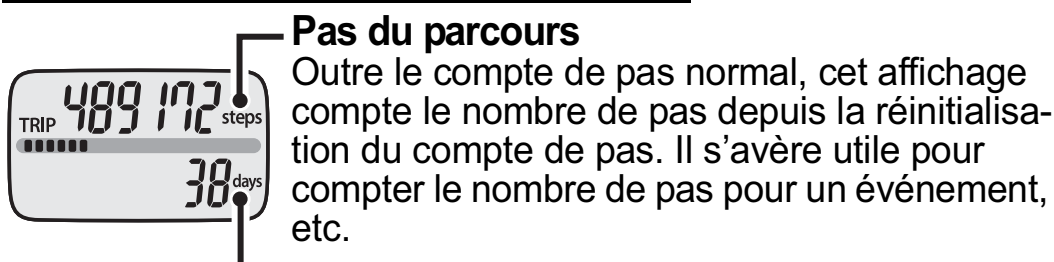 Pas du parcours
Outre le compte de pas normal, cet affichage
compte le nombre de pas depuis la réinitialisa-
tion du compte de pas. Il s’avère utile pour
compter le nombre de pas pour un événement,
etc.
TRIP 489172 steps
38 days